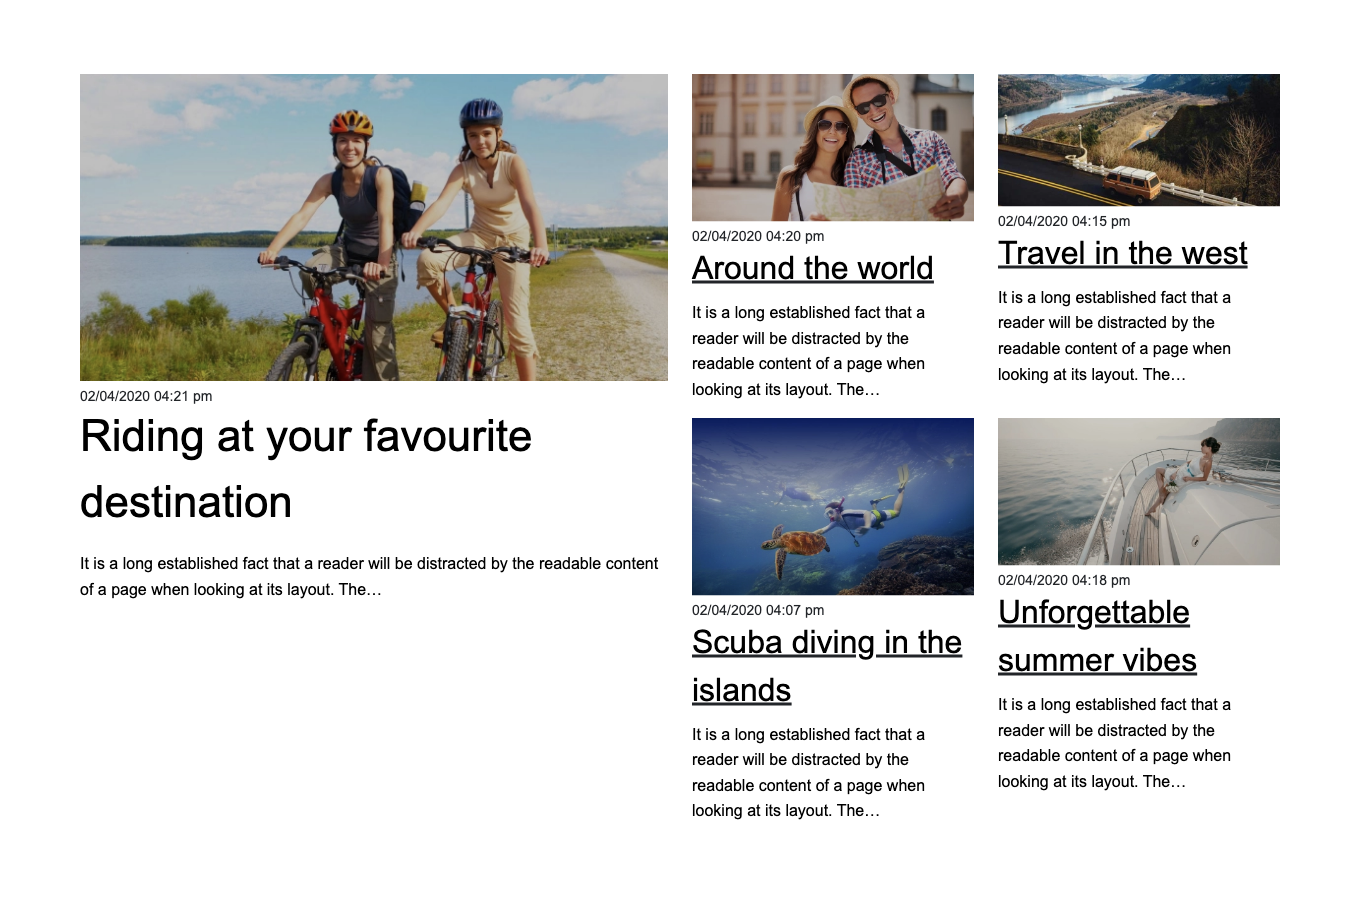 02/04/2020 04:21 pm
Riding at your favourite
destination
It is a long established fact that a reader will be distracted by the readable content
of a page when looking at its layout. The…
02/04/2020 04:20 pm
Around the world
It is a long established fact that a
reader will be distracted by the
readable content of a page when
looking at its layout. The…
02/04/2020 04:15 pm
Travel in the west
It is a long established fact that a
reader will be distracted by the
readable content of a page when
looking at its layout. The…
02/04/2020 04:07 pm
Scuba diving in the
islands
It is a long established fact that a
reader will be distracted by the
readable content of a page when
looking at its layout. The…
02/04/2020 04:18 pm
Unforgettable
summer vibes
It is a long established fact that a
reader will be distracted by the
readable content of a page when
looking at its layout. The…